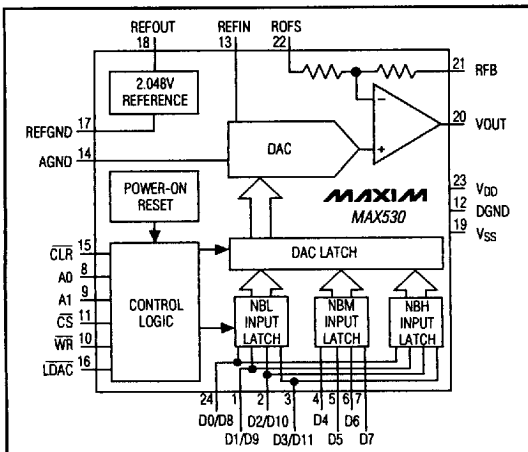 REFOUT REFIN ROFS
18 13 22
21 RFB
2.048V
REFERENCE
REFGND 17
AGND 14
DAC
20 VOUT
POWER-ON
RESET
MAXIM
MAX530
23 VDD
12 DGND
19 VSS
CLR 15
A0 8
A1 9
CS 11
WR 10
LDAC 16
CONTROL
LOGIC
DAC LATCH
NBL
INPUT
LATCH
NBM
INPUT
LATCH
NBH
INPUT
LATCH
24 1 2 3 4 5 6 7
D0/D8 D2/D10 D4 D6
D1/D9 D3/D11 D5 D7